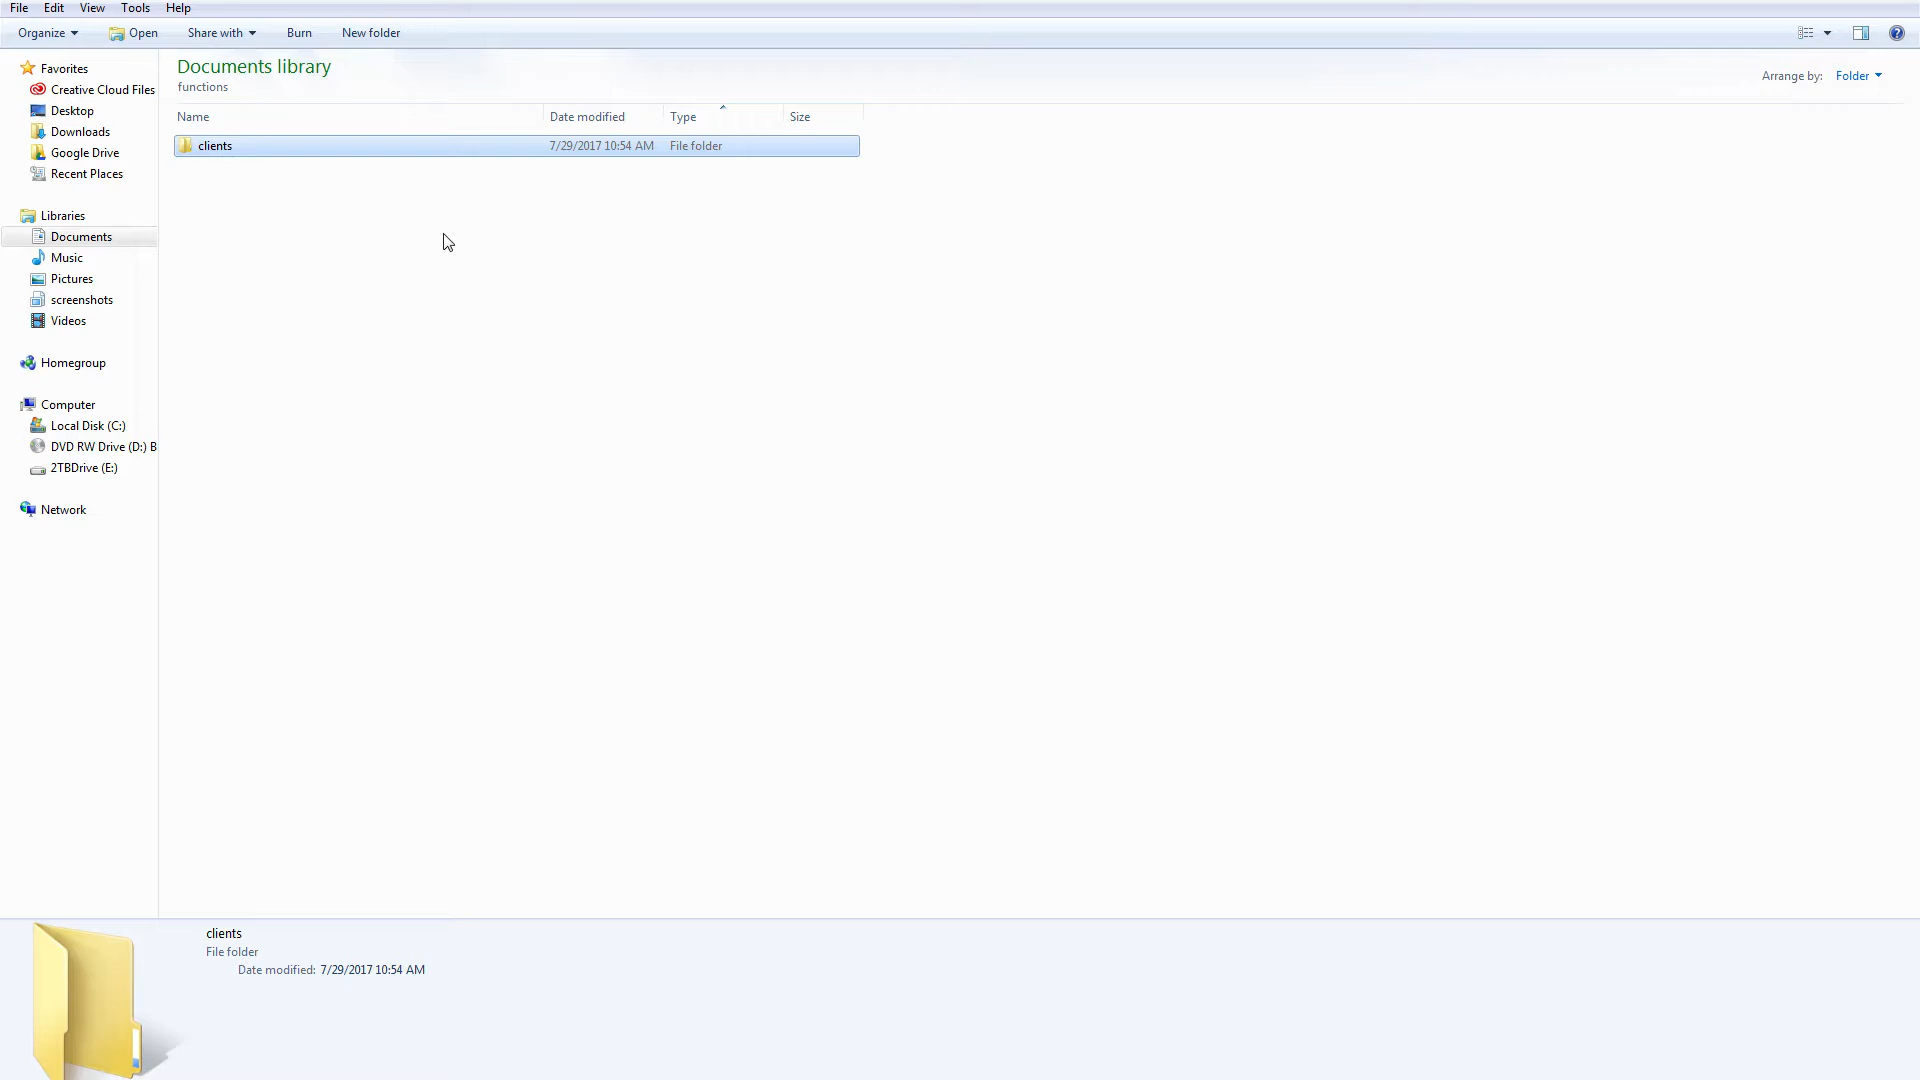 File Edit View Tools Help
Organize Open Share with Burn New folder
Favorites
Creative Cloud Files
Desktop
Downloads
Google Drive
Recent Places
Libraries
Documents
Music
Pictures
screenshots
Videos
Homegroup
Computer
Local Disk (C:)
DVD RW Drive (D:) B
2TBDrive (E:)
Network
Documents library
functions
Arrange by: Folder
Name Date modified Type Size
clients 7/29/2017 10:54 AM File folder
clients
File folder
Date modified: 7/29/2017 10:54 AM